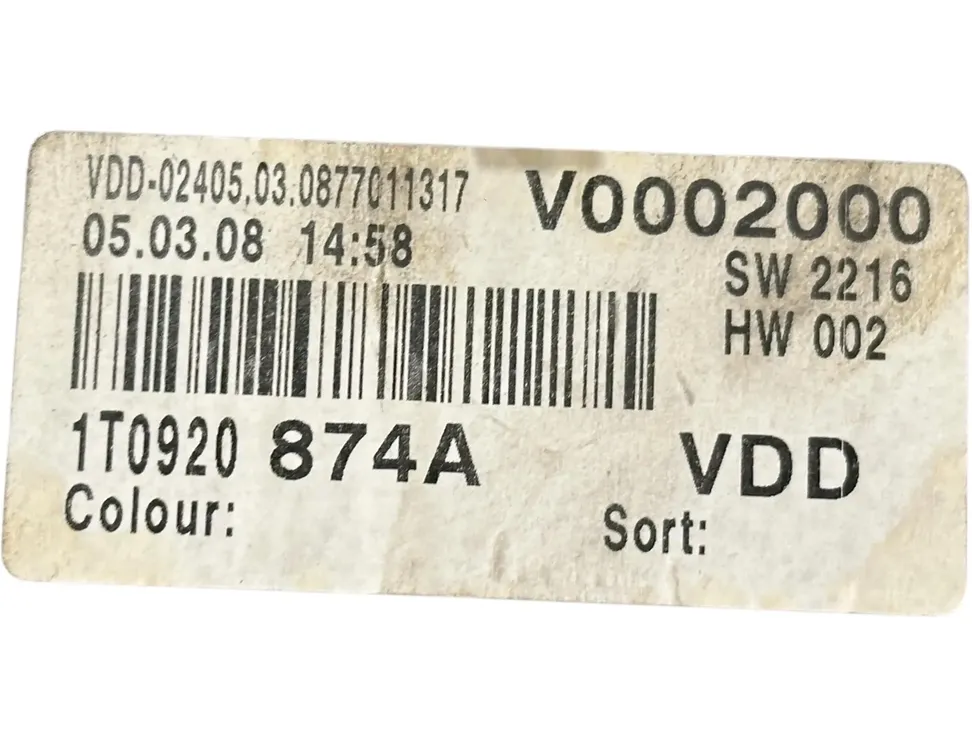 VDD-02405.03.0877011317
V0002000
05.03.08 14:58
SW 2216
HW 002
1T0920 874A
VDD
Colour:
Sort: